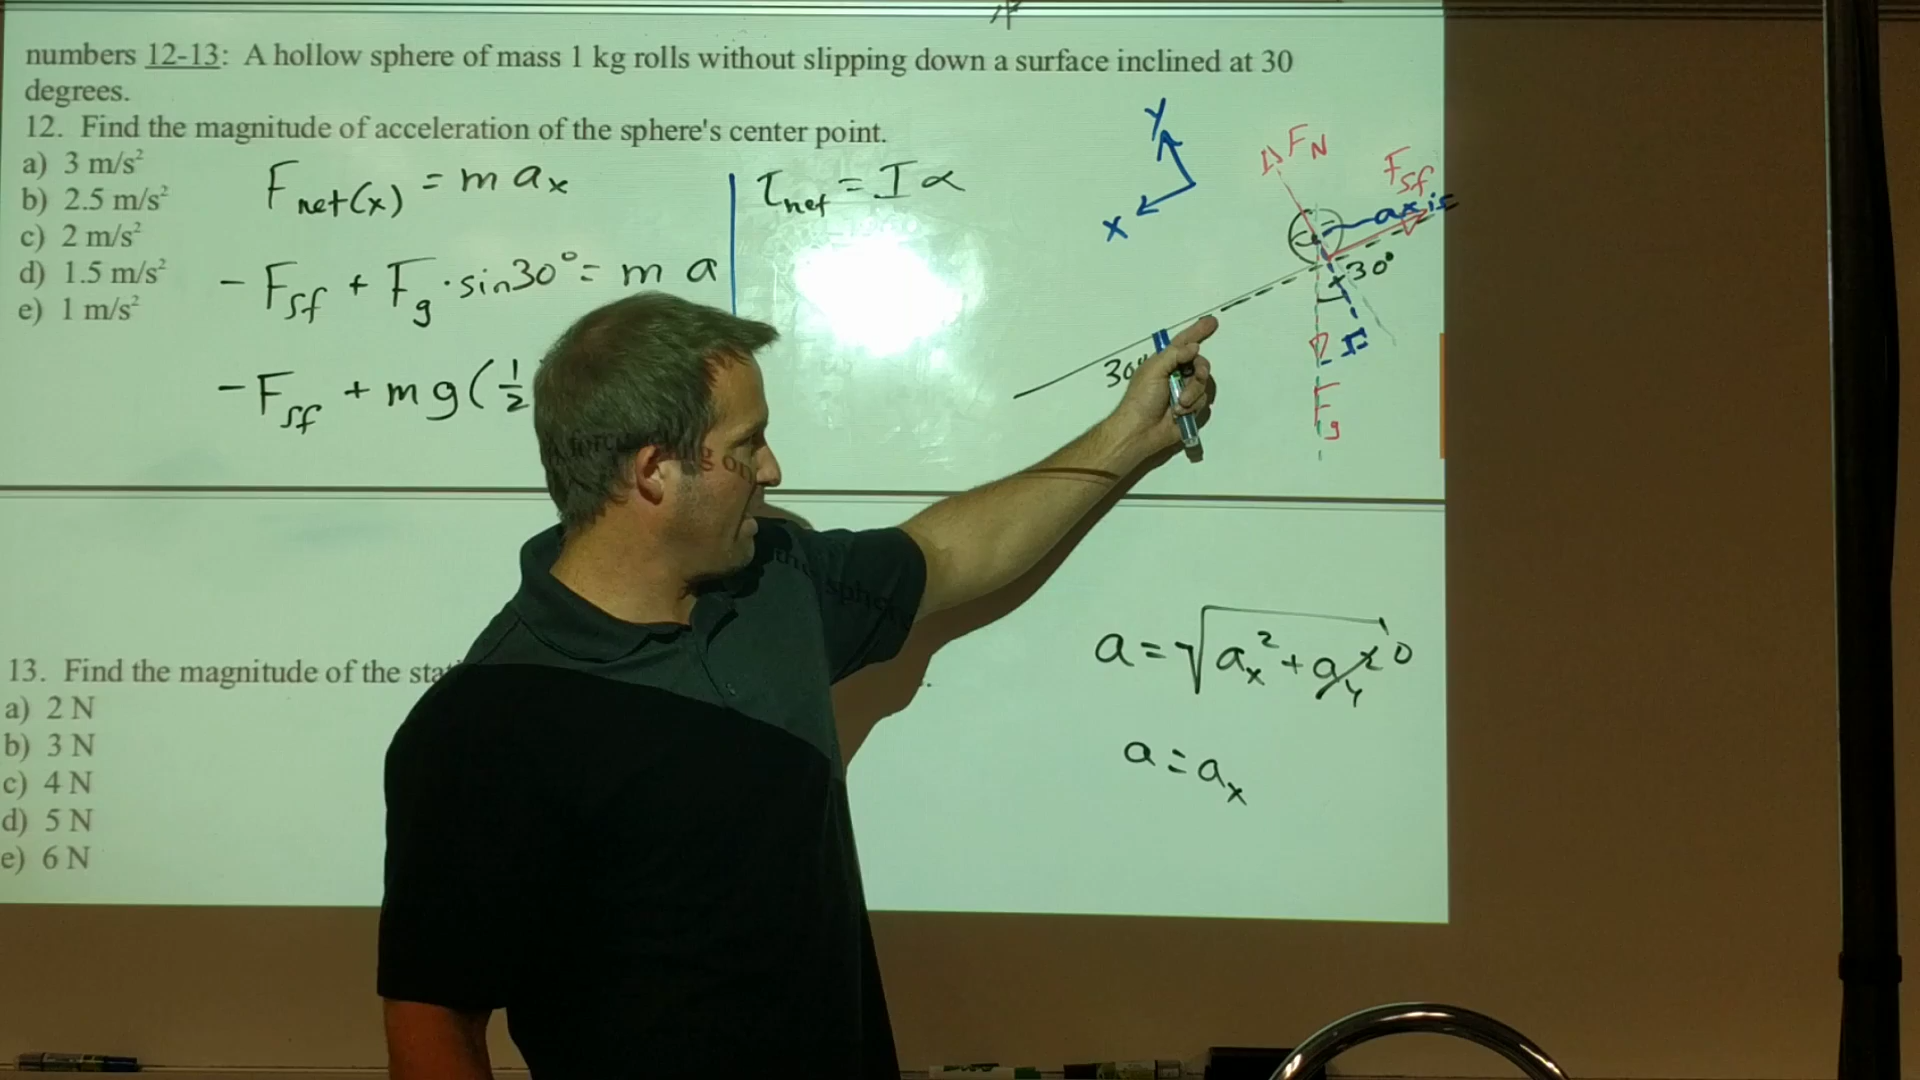 numbers 12-13: A hollow sphere of mass 1 kg rolls without slipping down a surface inclined at 30
degrees.
12. Find the magnitude of acceleration of the sphere's center point.
a) 3 m/s²
b) 2.5 m/s²
c) 2 m/s²
d) 1.5 m/s²
e) 1 m/s²
F net(x) = m ax
- Fsf + Fg · sin30° = m a
- Fsf + mg(1/2
τnet = I α
Y
X
FN
Fsf
axis
30°
30°
Fg
13. Find the magnitude of the
a) 2 N
b) 3 N
c) 4 N
d) 5 N
e) 6 N
a = √ax² + ay² 0
a = ax